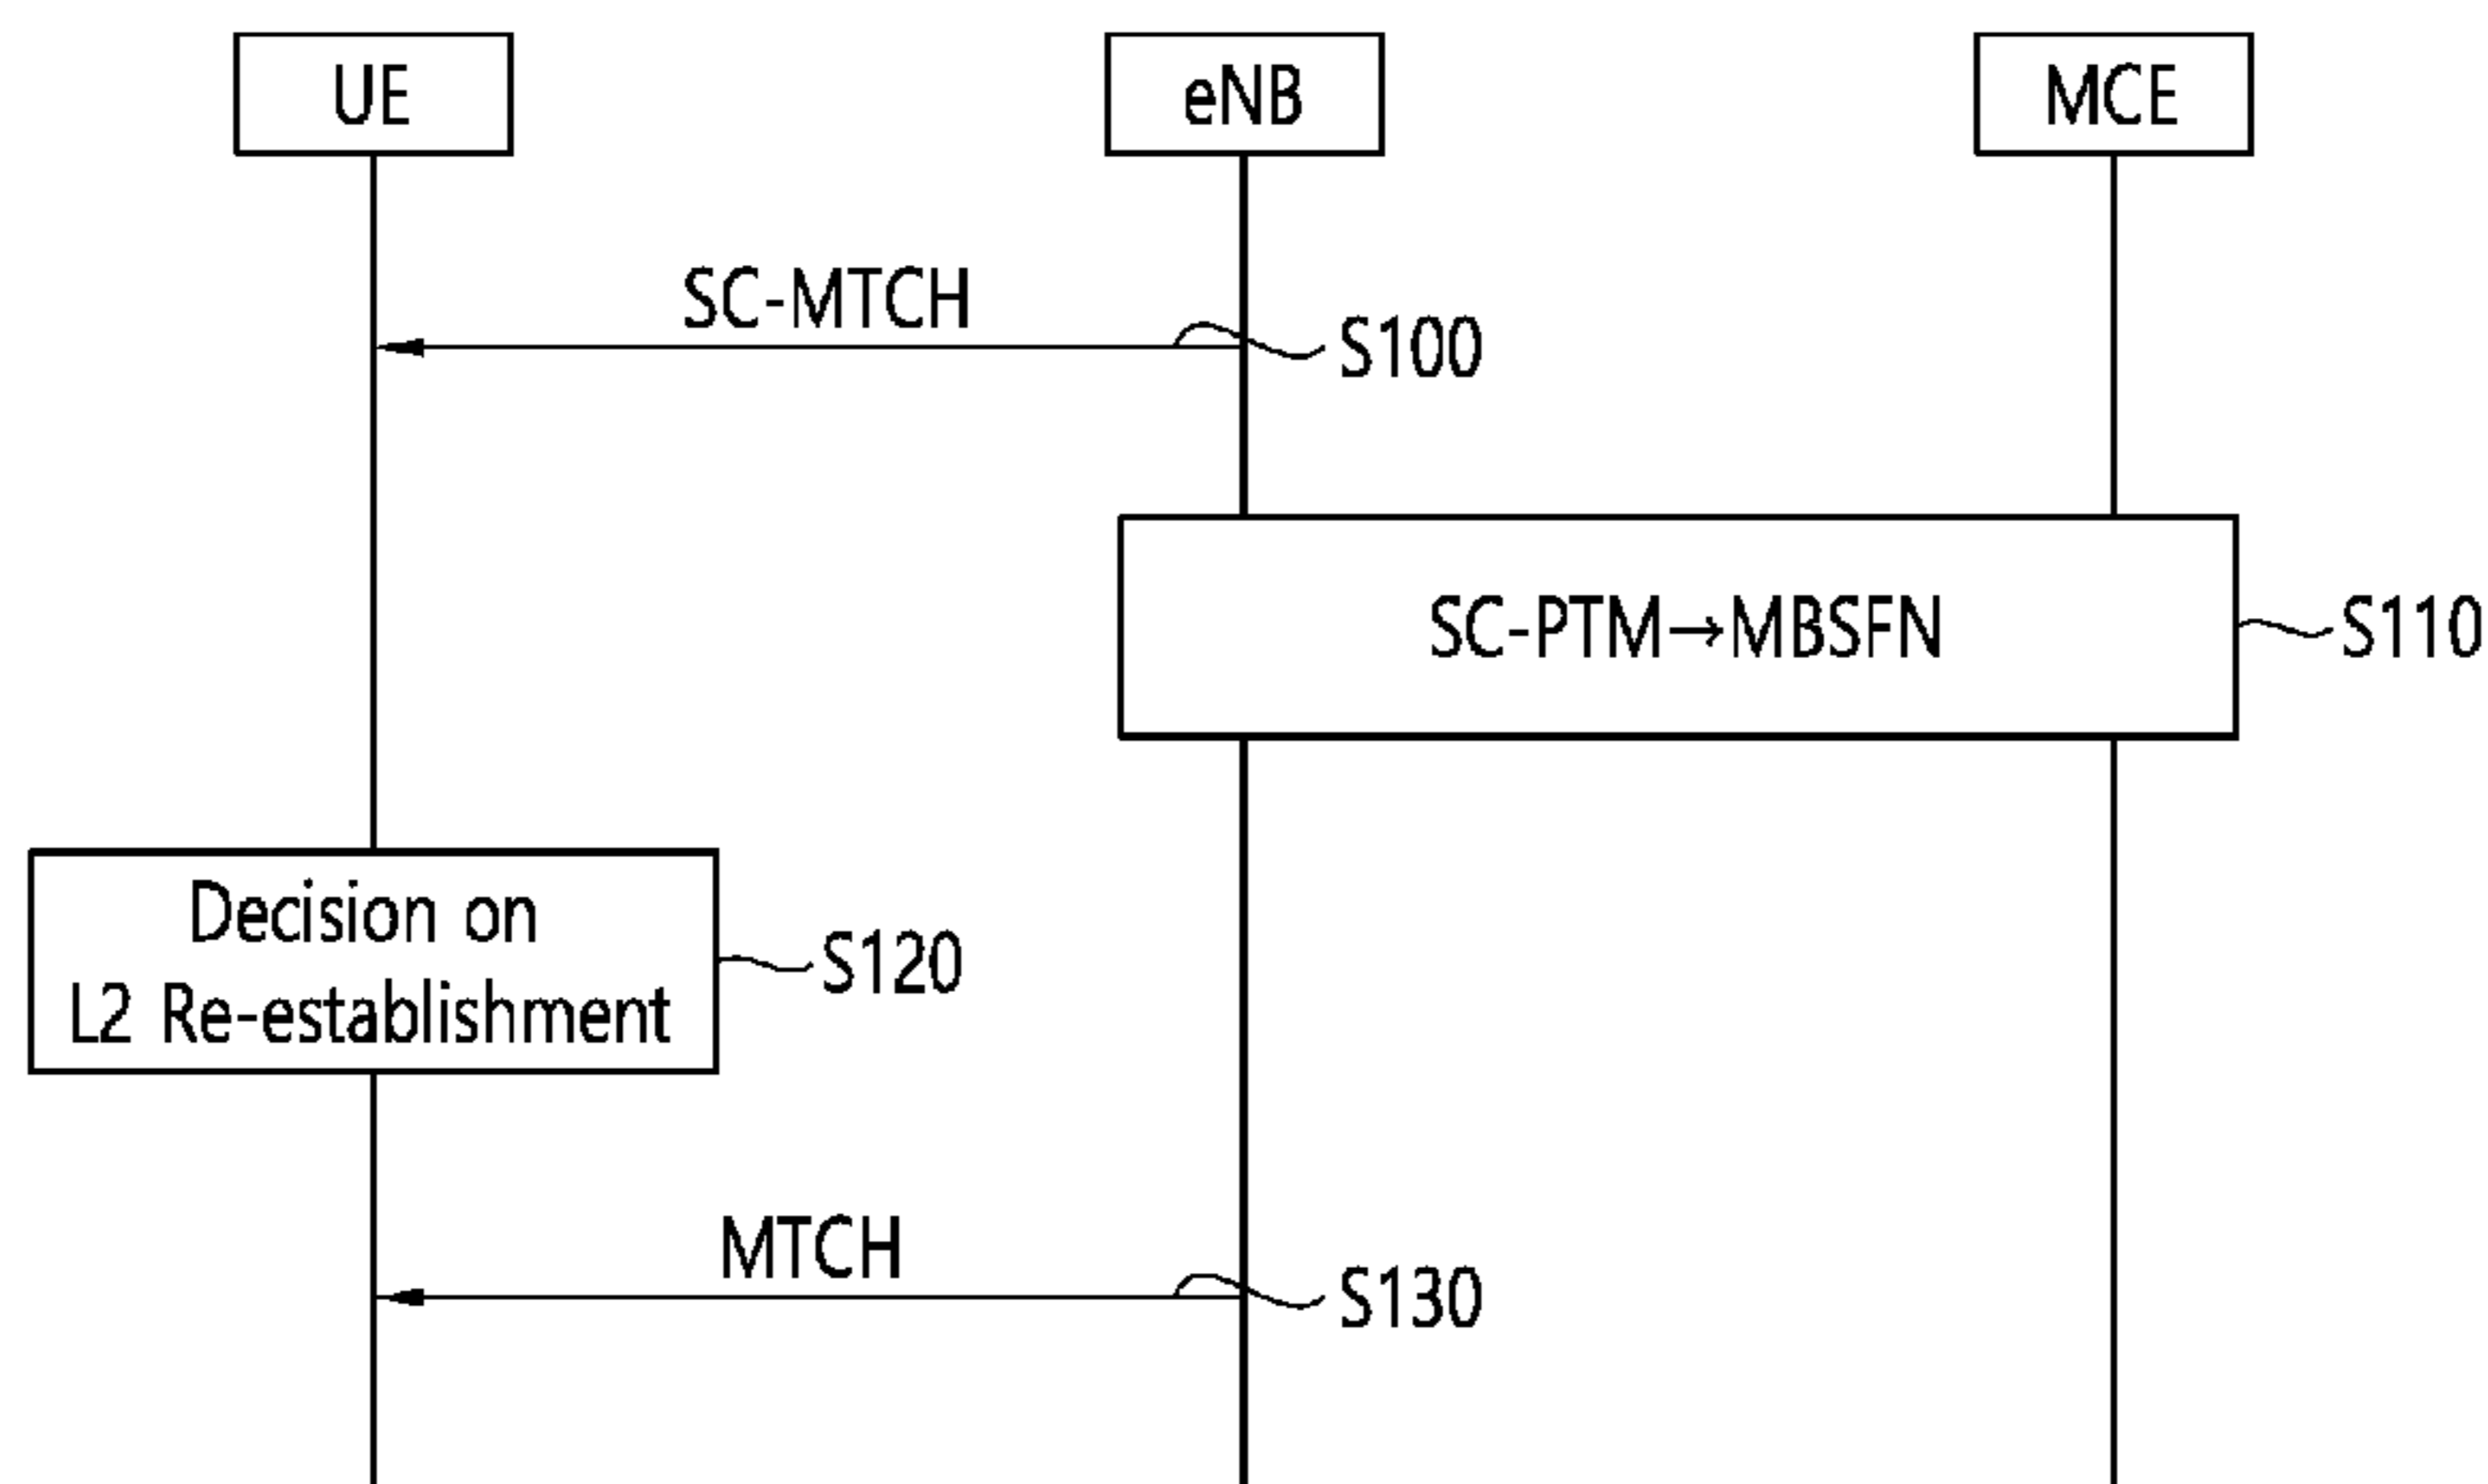 UE
eNB
MCE
SC-MTCH
S100
SC-PTM→MBSFN
S110
Decision on
L2 Re-establishment
S120
MTCH
S130